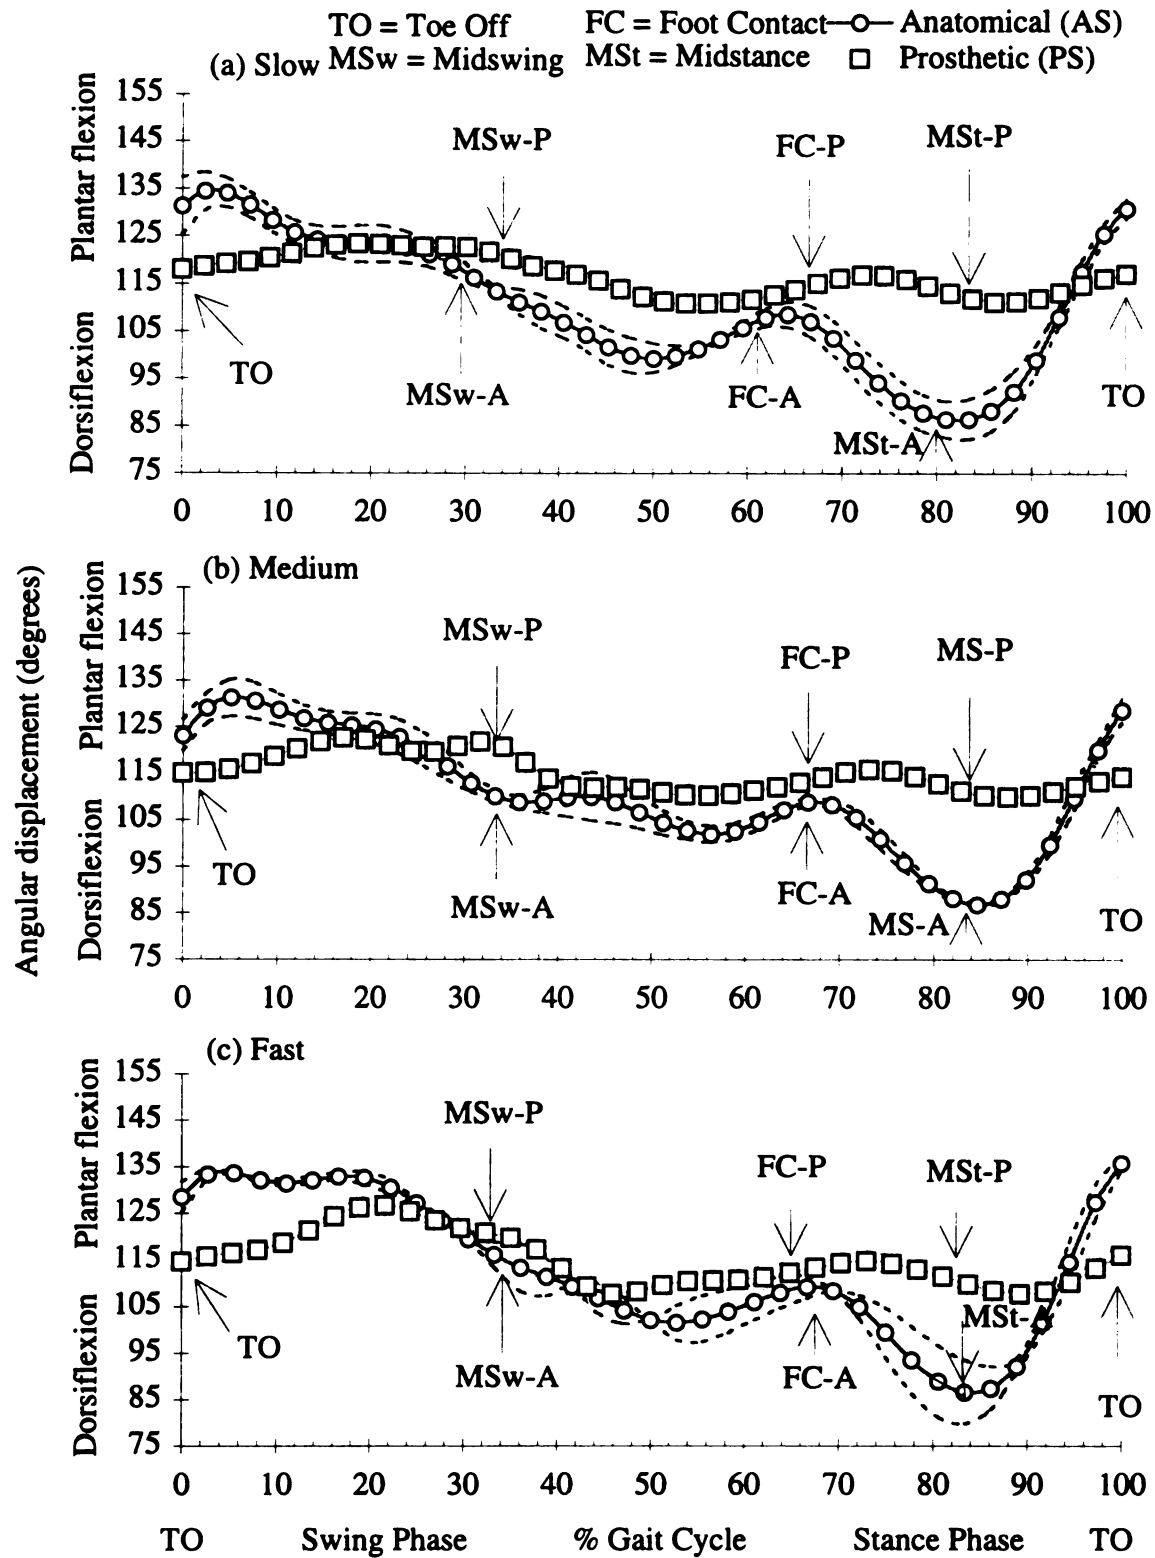 TO = Toe Off FC = Foot Contact Anatomical (AS)
(a) Slow MSw = Midswing MSt = Midstance Prosthetic (PS)
Angular displacement (degrees)
Plantar flexion
Dorsiflexion
155
145
135
125
115
105
95
85
75
MSw-P
FC-P
MSt-P
TO
MSw-A
FC-A
MSt-A
TO
0 10 20 30 40 50 60 70 80 90 100
(b) Medium
Plantar flexion
Dorsiflexion
155
145
135
125
115
105
95
85
75
MSw-P
FC-P
MS-P
TO
MSw-A
FC-A
MS-A
TO
0 10 20 30 40 50 60 70 80 90 100
(c) Fast
Plantar flexion
Dorsiflexion
155
145
135
125
115
105
95
85
75
MSw-P
FC-P
MSt-P
TO
MSw-A
FC-A
MSt-A
TO
0 10 20 30 40 50 60 70 80 90 100
TO Swing Phase % Gait Cycle Stance Phase TO